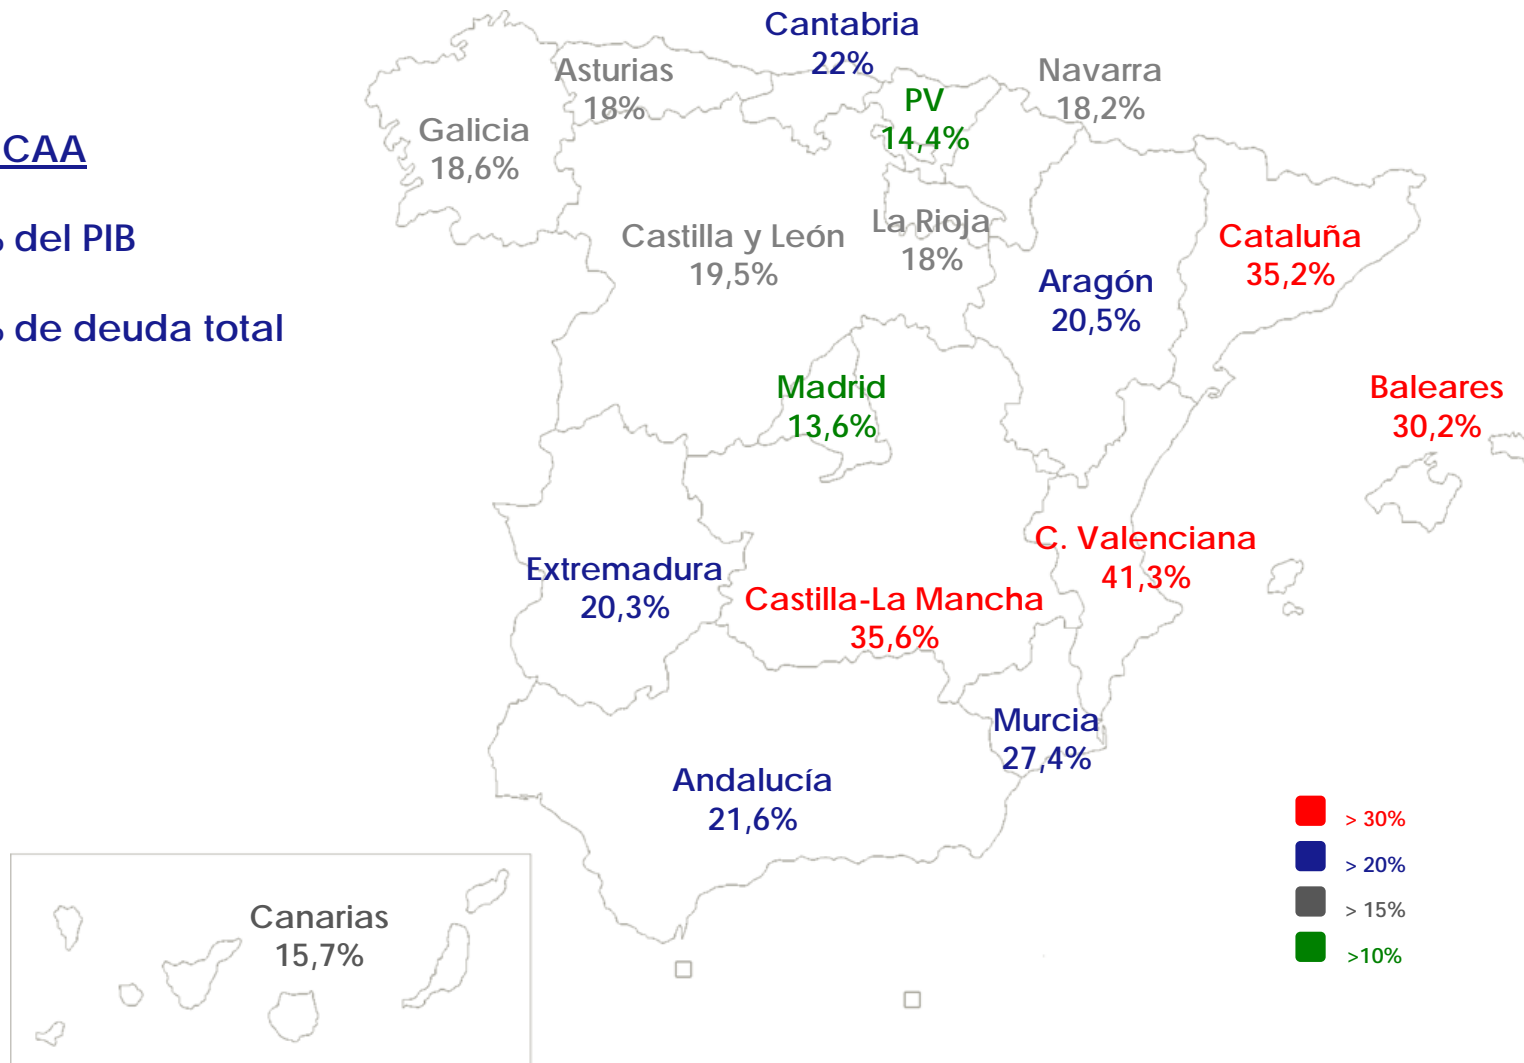 CAA
% del PIB
% de deuda total
Cantabria
22%
Asturias
18%
Navarra
18,2%
PV
14,4%
Galicia
18,6%
La Rioja
18%
Castilla y León
19,5%
Cataluña
35,2%
Aragón
20,5%
Madrid
13,6%
Baleares
30,2%
C. Valenciana
41,3%
Extremadura
20,3%
Castilla-La Mancha
35,6%
Murcia
27,4%
Andalucía
21,6%
Canarias
15,7%
> 30%
> 20%
> 15%
>10%